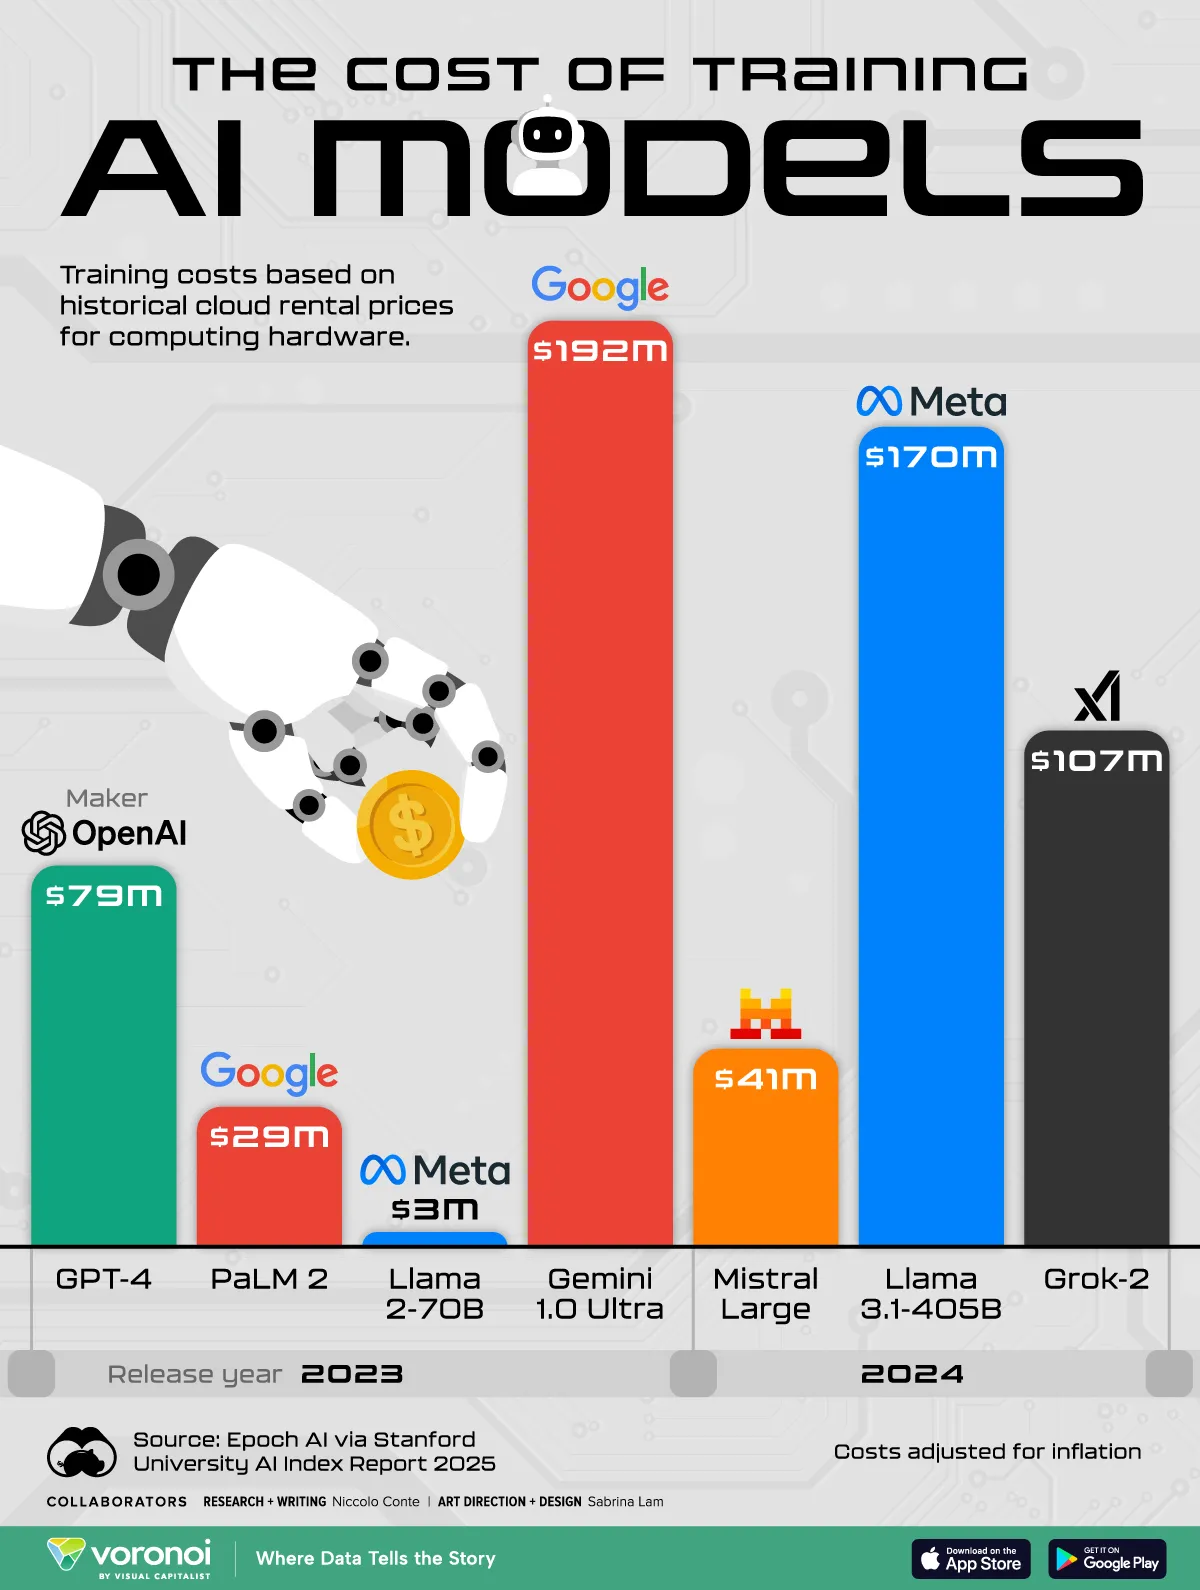 THE COST OF TRAINING
AI MODELS
Training costs based on
historical cloud rental prices
for computing hardware.
Google
$192M
Meta
$170M
xAI
$107M
Maker
OpenAI
$79M
Google
$29M
Meta
$3M
$41M
GPT-4
PaLM 2
Llama
2-70B
Gemini
1.0 Ultra
Mistral
Large
Llama
3.1-405B
Grok-2
Release year 2023
2024
Source: Epoch AI via Stanford
University AI Index Report 2025
Costs adjusted for inflation
COLLABORATORS RESEARCH + WRITING Niccolo Conte | ART DIRECTION + DESIGN Sabrina Lam
voronoi
BY VISUAL CAPITALIST
Where Data Tells the Story
Download on the
App Store
GET IT ON
Google Play